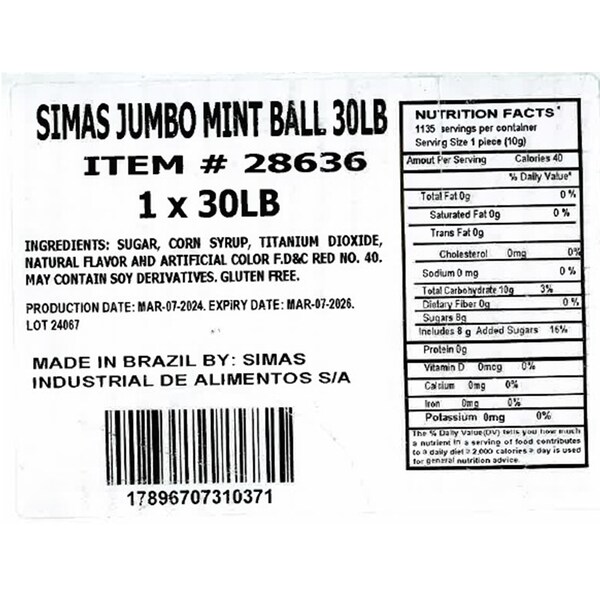 SIMAS JUMBO MINT BALL 30LB
ITEM # 28636
1 x 30LB
INGREDIENTS: SUGAR, CORN SYRUP, TITANIUM DIOXIDE,
NATURAL FLAVOR AND ARTIFICIAL COLOR F.D&C RED NO. 40.
MAY CONTAIN SOY DERIVATIVES. GLUTEN FREE.
PRODUCTION DATE: MAR-07-2024. EXPIRY DATE: MAR-07-2026.
LOT 24067
MADE IN BRAZIL BY: SIMAS
INDUSTRIAL DE ALIMENTOS S/A
17896707310371
NUTRITION FACTS*
1135 servings per container
Serving Size 1 piece (10g)
Amout Per Serving Calories 40
% Daily Value*
Total Fat 0g 0%
Saturated Fat 0g 0%
Trans Fat 0g
Cholesterol 0mg 0%
Sodium 0 mg 0%
Total Carbohydrate 10g 3%
Dietary Fiber 0g 0%
Sugars 8g
Includes 8 g Added Sugars 16%
Protein 0g
Vitamin D 0mcg 0%
Calcium 0mg 0%
Iron 0mg 0%
Potassium 0mg 0%
The % Daily Value(DV) tells you how much
a nutrient in a serving of food contributes
to a daily diet 2,000 calories a day is used
for general nutrition advice.